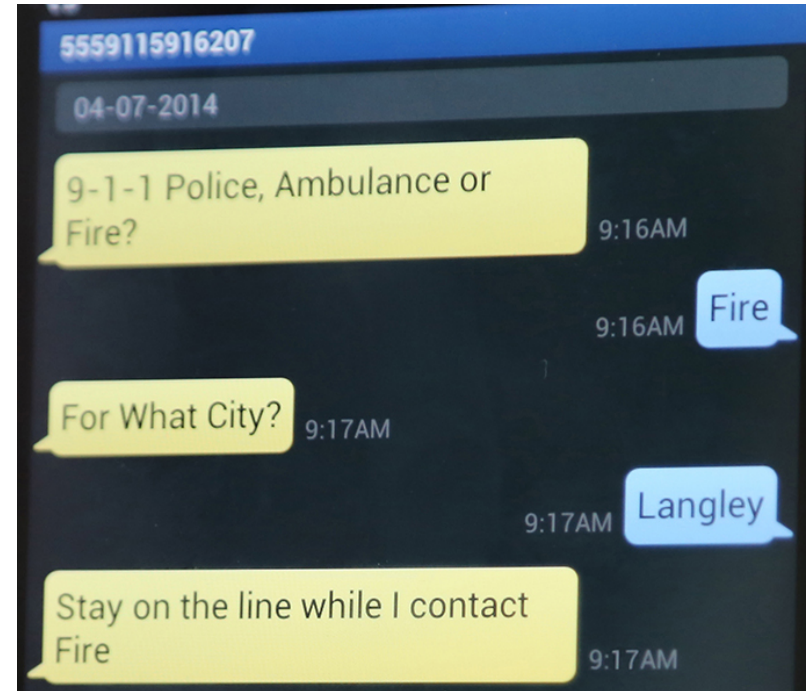 5559115916207
04-07-2014
9-1-1 Police, Ambulance or
Fire?
9:16AM
9:16AM
Fire
For What City?
9:17AM
9:17AM
Langley
Stay on the line while I contact
Fire
9:17AM